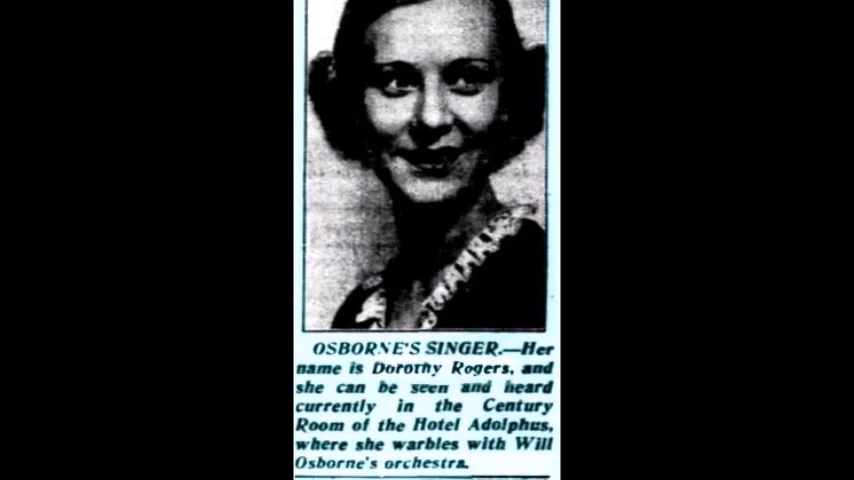 OSBORNE'S SINGER.—Her
name is Dorothy Rogers, and
she can be seen and heard
currently in the Century
Room of the Hotel Adolphus,
where she warbles with Will
Osborne's orchestra.